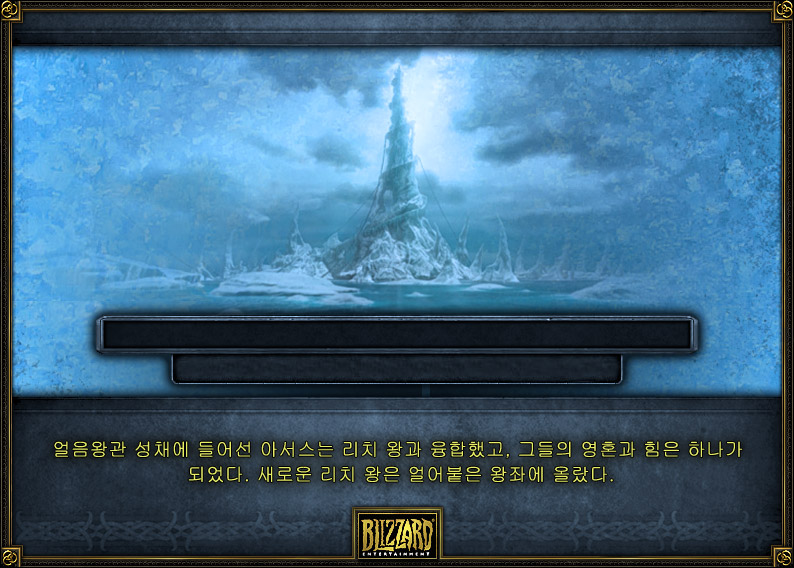 얼음왕관 성채에 들어선 아서스는 리치 왕과 융합했고, 그들의 영혼과 힘은 하나가
되었다. 새로운 리치 왕은 얼어붙은 왕좌에 올랐다.
BLIZZARD
ENTERTAINMENT